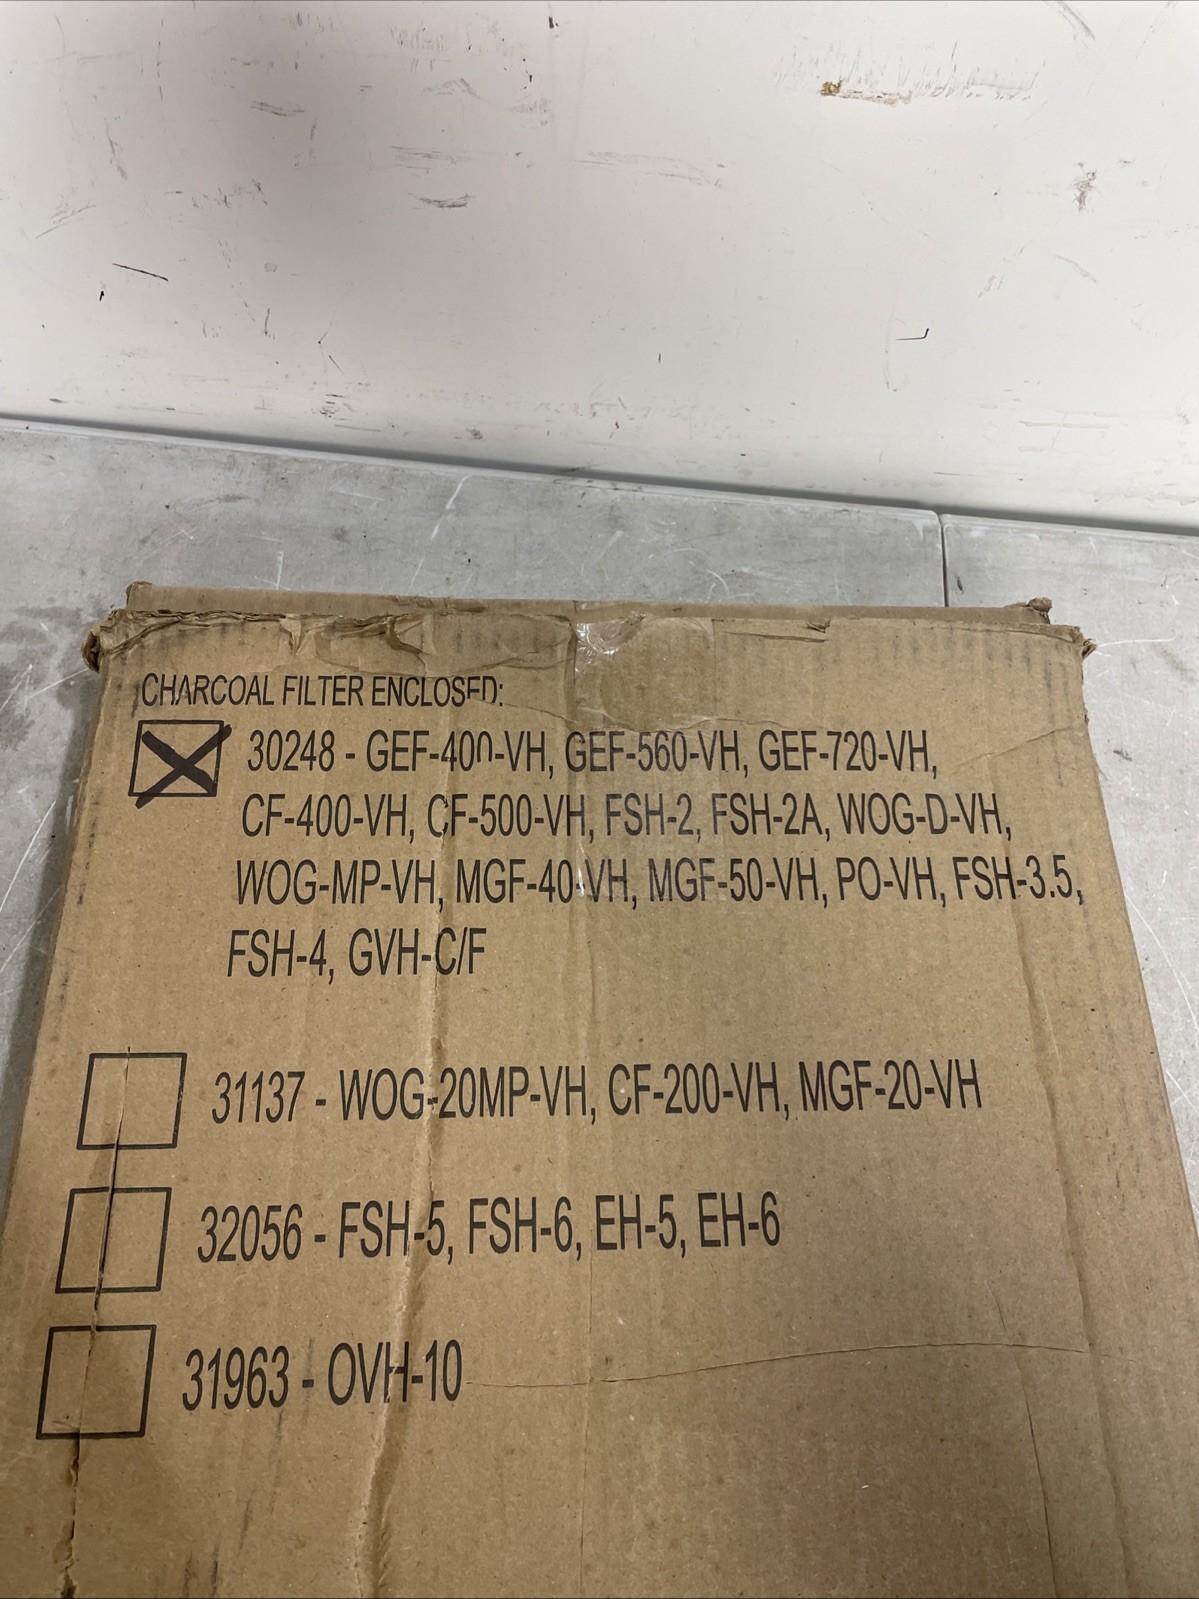 CHARCOAL FILTER ENCLOSED:
30248 - GEF-400-VH, GEF-560-VH, GEF-720-VH,
CF-400-VH, CF-500-VH, FSH-2, FSH-2A, WOG-D-VH,
WOG-MP-VH, MGF-40-VH, MGF-50-VH, PO-VH, FSH-3.5,
FSH-4, GVH-C/F
31137 - WOG-20MP-VH, CF-200-VH, MGF-20-VH
32056 - FSH-5, FSH-6, EH-5, EH-6
31963 - OVH-10